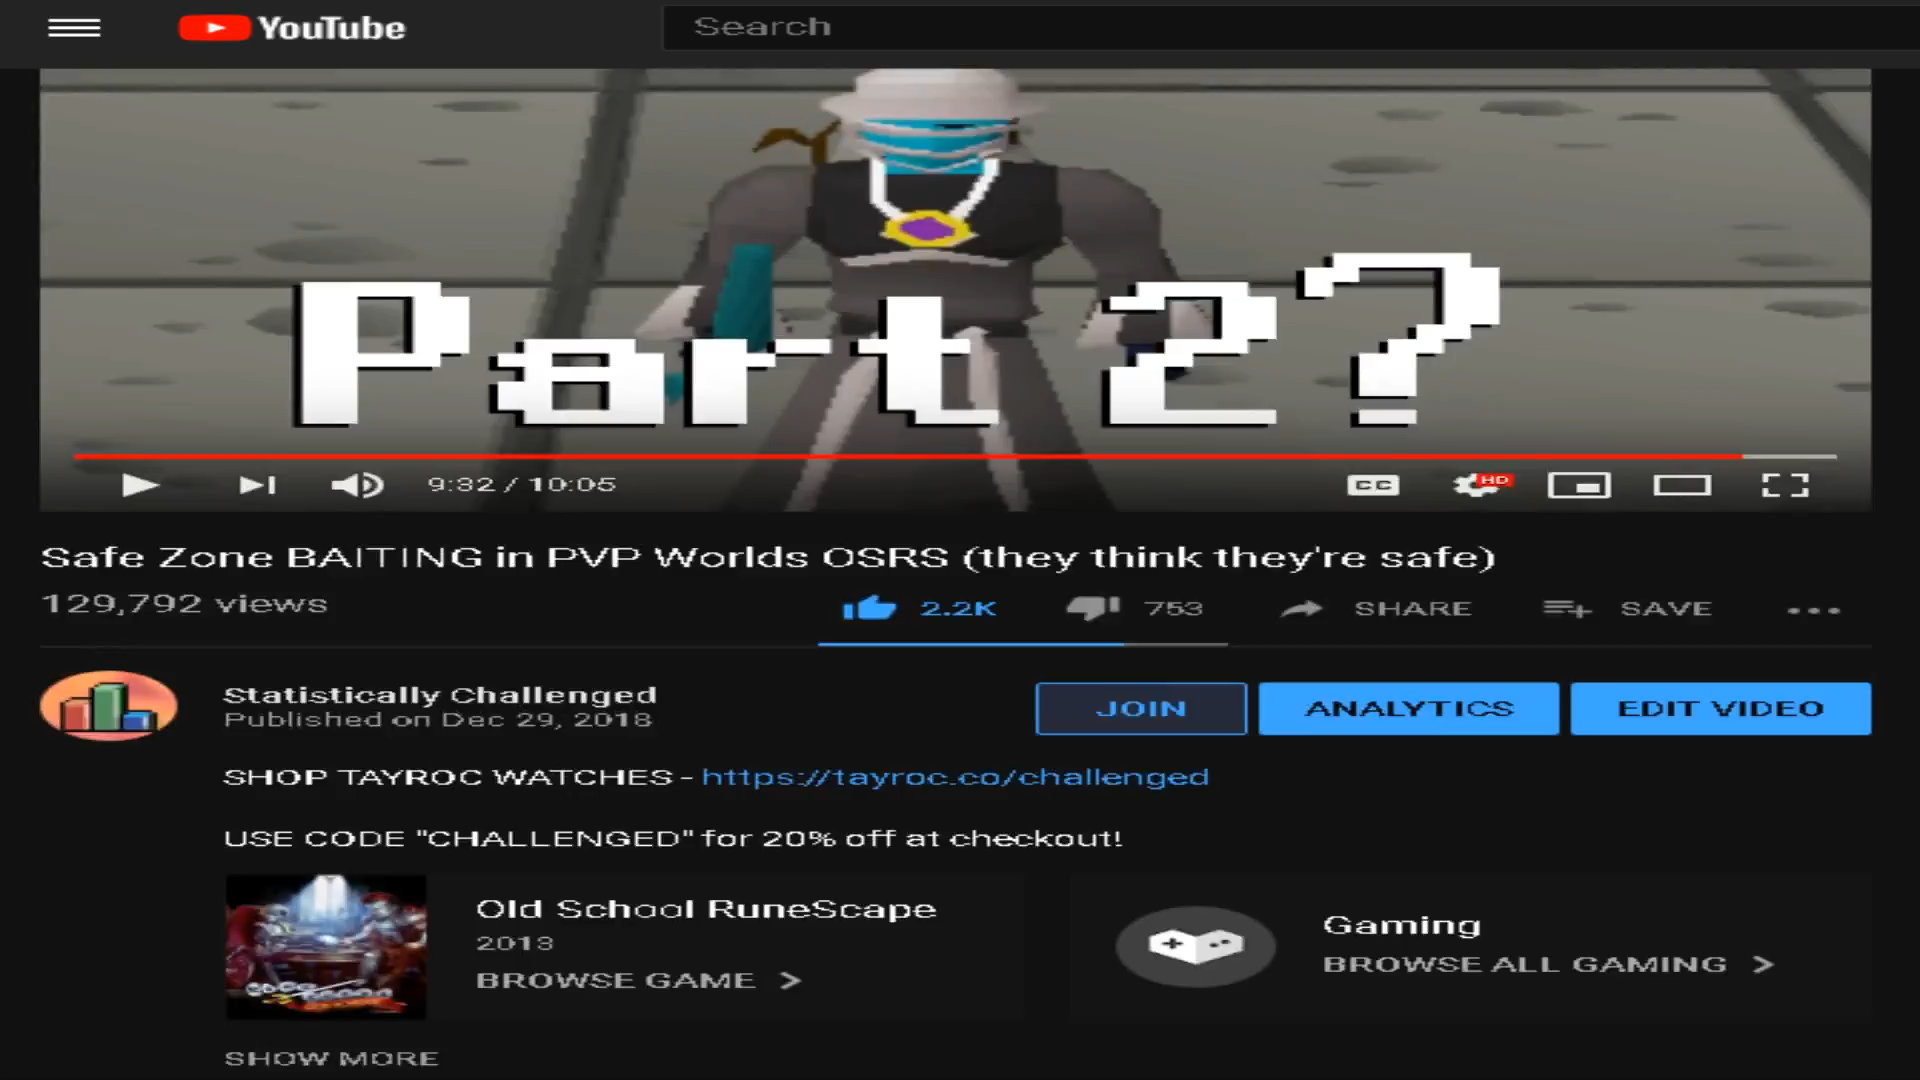 YouTube
Search
Part 2?
9:32 / 10:05
CC
HD
Safe Zone BAITING in PVP Worlds OSRS (they think they're safe)
129,792 views
2.2K
753
SHARE
SAVE
Statistically Challenged
Published on Dec 29, 2018
JOIN
ANALYTICS
EDIT VIDEO
SHOP TAYROC WATCHES - https://tayroc.co/challenged
USE CODE "CHALLENGED" for 20% off at checkout!
Old School RuneScape
2013
BROWSE GAME
Gaming
BROWSE ALL GAMING
SHOW MORE